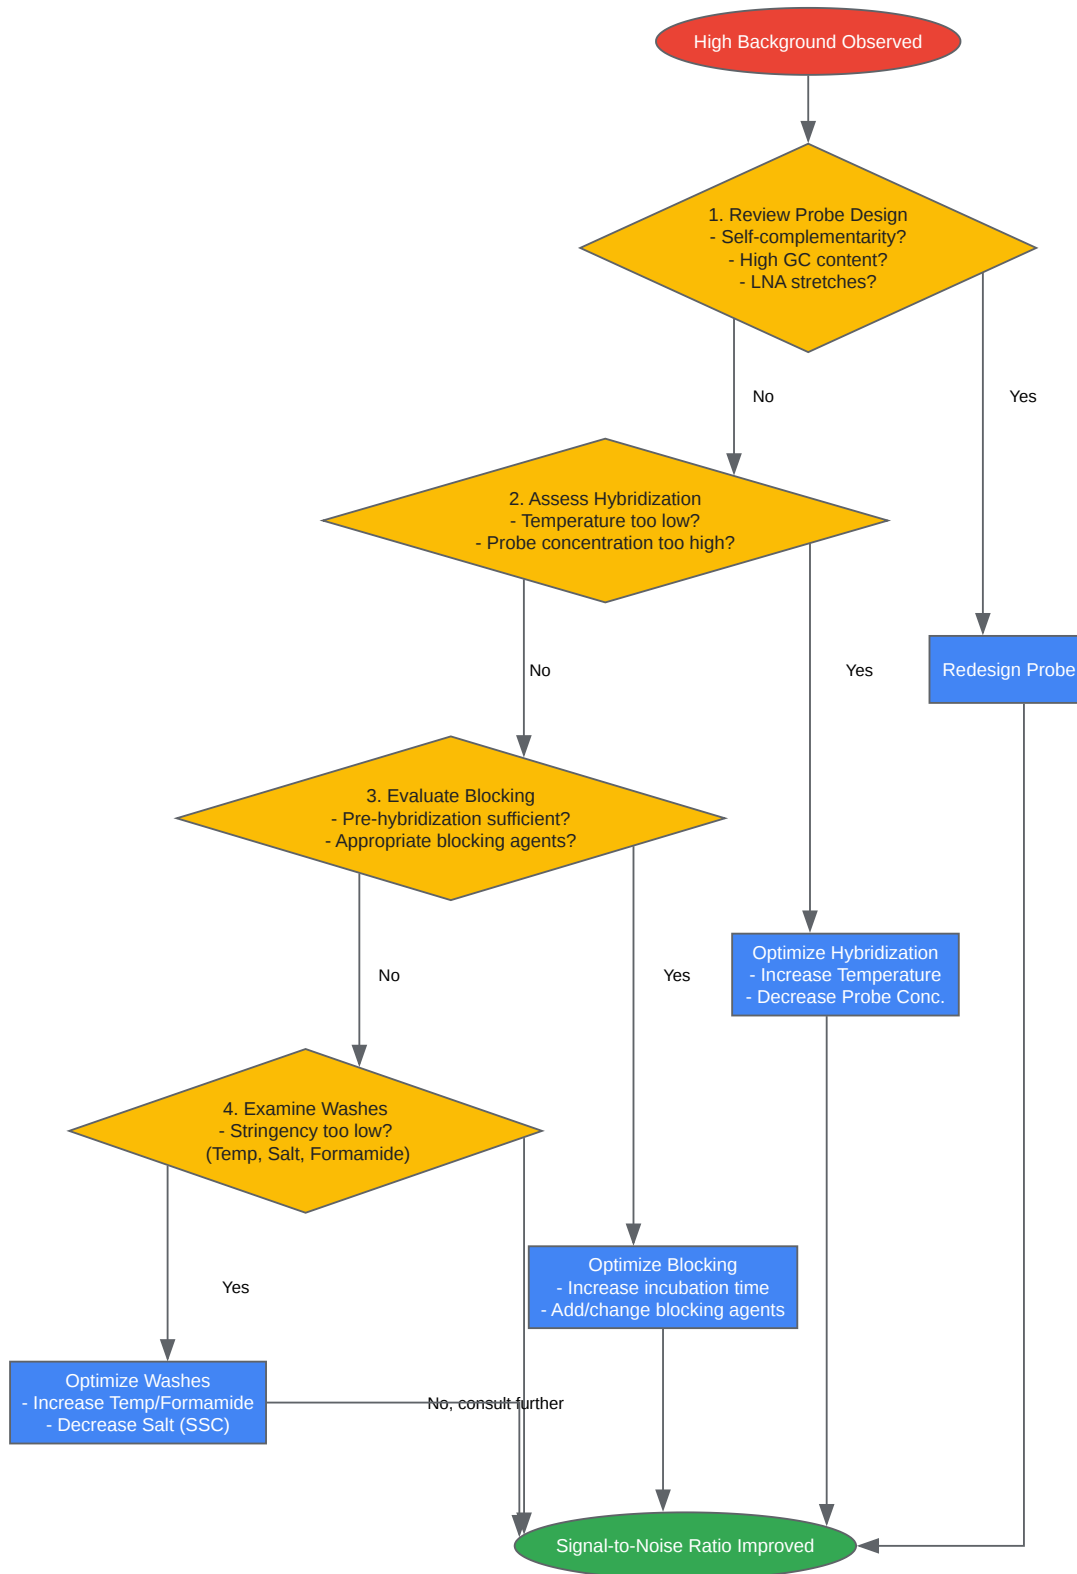 High Background Observed
1. Review Probe Design
- Self-complementarity?
- High GC content?
- LNA stretches?
No
Yes
2. Assess Hybridization
- Temperature too low?
- Probe concentration too high?
No
Yes
Redesign Probe
3. Evaluate Blocking
- Pre-hybridization sufficient?
- Appropriate blocking agents?
No
Yes
Optimize Hybridization
- Increase Temperature
- Decrease Probe Conc.
4. Examine Washes
- Stringency too low?
(Temp, Salt, Formamide)
Yes
Optimize Blocking
- Increase incubation time
- Add/change blocking agents
Optimize Washes
- Increase Temp/Formamide
- Decrease Salt (SSC)
No, consult further
Signal-to-Noise Ratio Improved